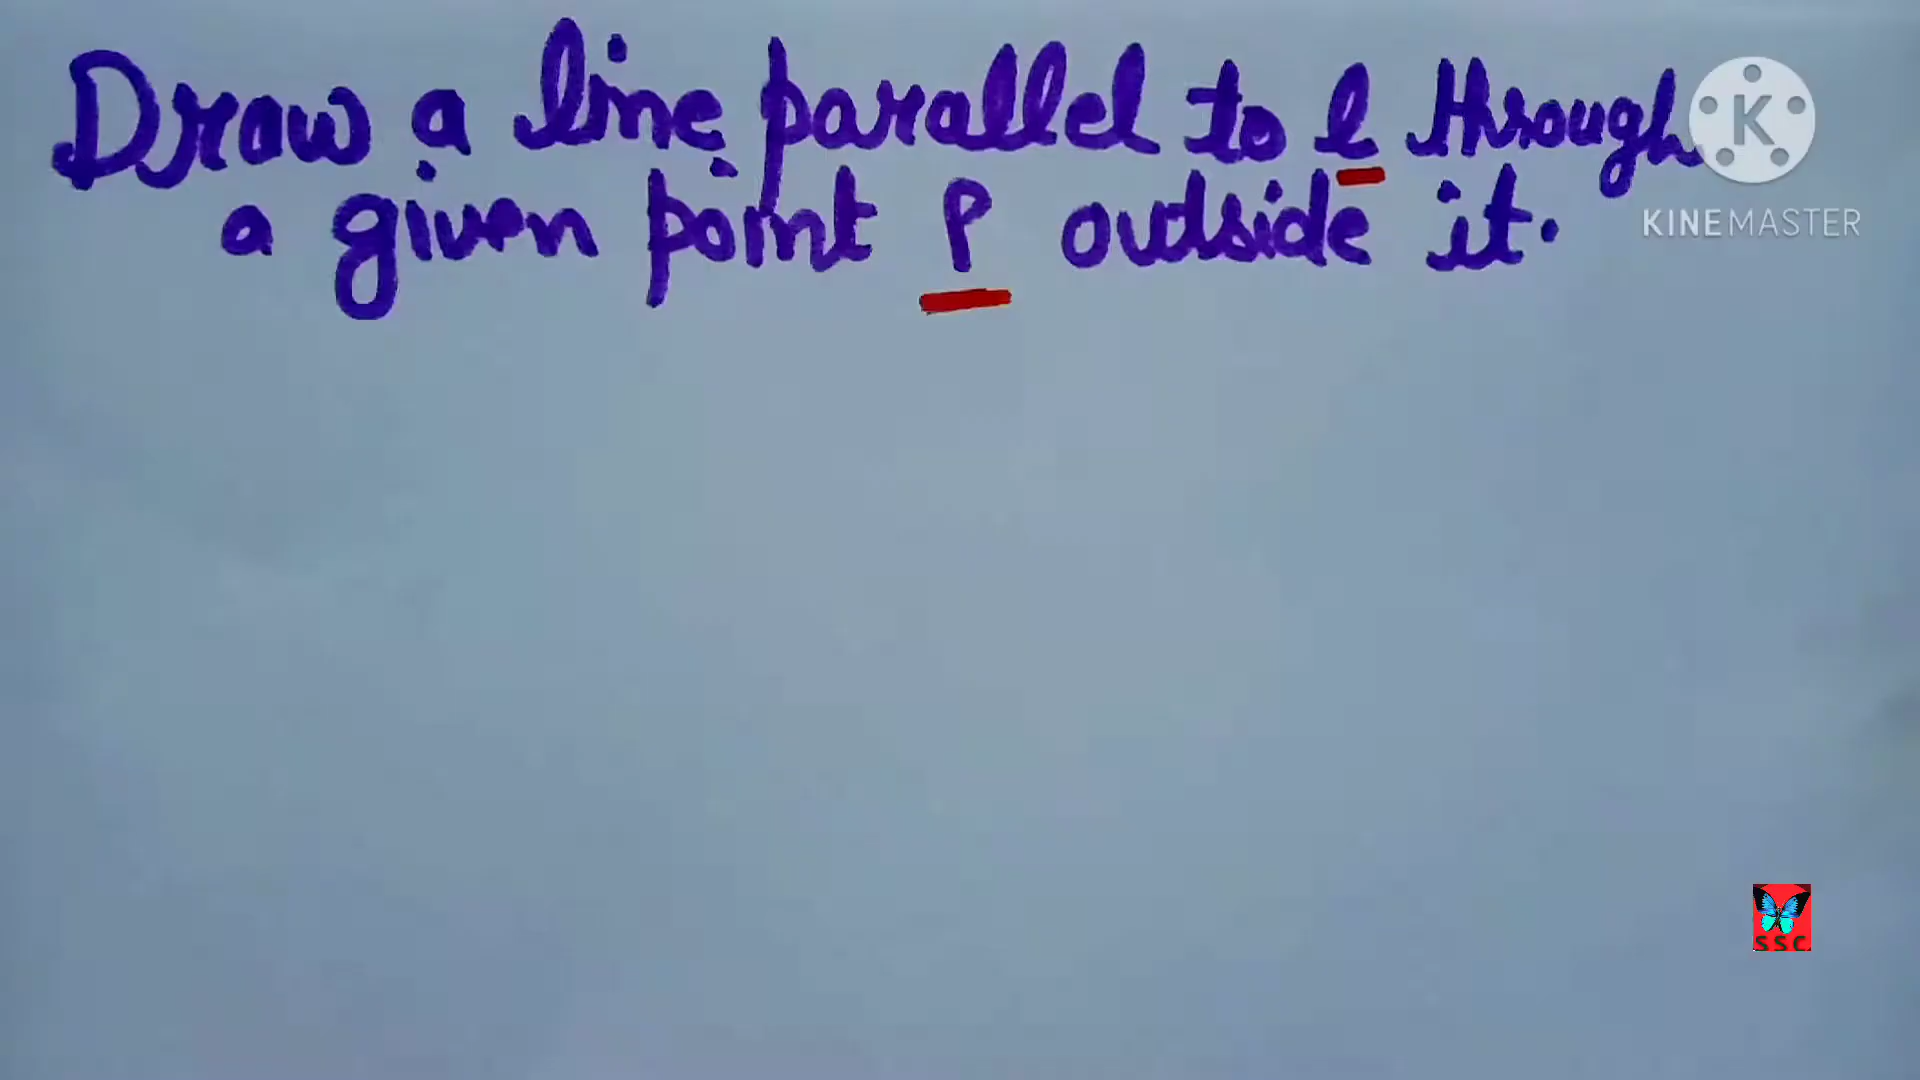 Draw a line parallel to l through
a given point P outside it.
KINEMASTER
SSC